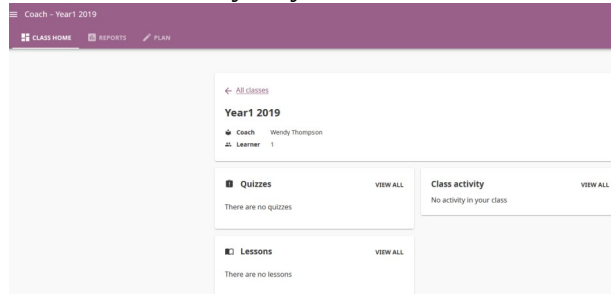 Coach – Year1 2019
CLASS HOME REPORTS PLAN
← All classes
Year1 2019
Coach Wendy Thompson
Learner 1
Quizzes VIEW ALL
There are no quizzes
Class activity VIEW ALL
No activity in your class
Lessons VIEW ALL
There are no lessons